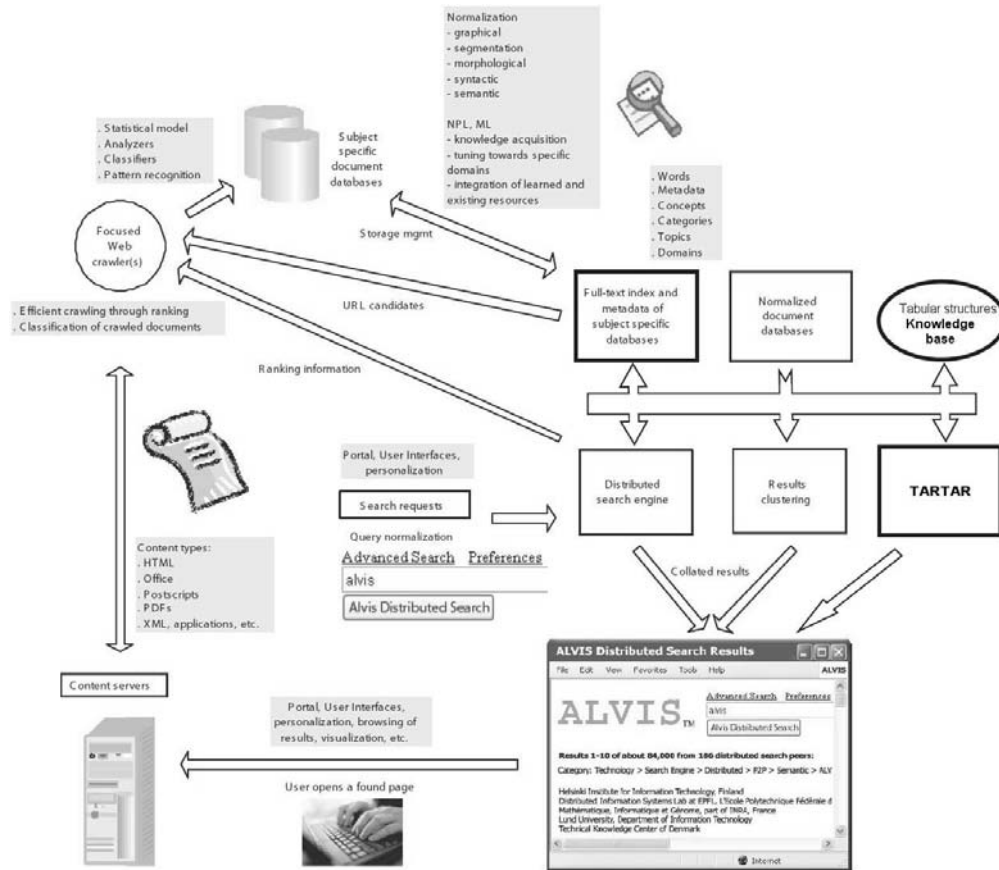 Normalization
- graphical
- segmentation
- morphological
- syntactic
- semantic
NPL, ML
- knowledge acquisition
- tuning towards specific
domains
- integration of learned and
existing resources
. Statistical model
. Analyzers
. Classifiers
. Pattern recognition
Subject
specific
document
databases
. Words
. Metadata
. Concepts
. Categories
. Topics
. Domains
Focused
Web
crawler(s)
Storage mgmt
. Efficient crawling through ranking
. Classification of crawled documents
URL candidates
Full-text index and
metadata of
subject specific
databases
Normalized
document
databases
Tabular structures
Knowledge
base
Ranking information
Portal, User Interfaces,
personalization
Search requests
Query normalization
Advanced Search Preferences
alvis
Alvis Distributed Search
Distributed
search engine
Results
clustering
TARTAR
Collated results
Content types:
. HTML
. Office
. Postscripts
. PDFs
. XML, applications, etc.
Content servers
Portal, User Interfaces,
personalization, browsing of
results, visualization, etc.
User opens a found page
ALVIS Distributed Search Results
File Edit View Favorites Tools Help ALVIS
ALVIS TM
Advanced Search Preferences
alvis
Alvis Distributed Search
Results 1-10 of about 84,000 from 186 distributed search peers:
Category: Technology > Search Engine > Distributed > P2P > Semantic > ALV
Helsinki Institute for Information Technology, Finland
Distributed Information Systems Lab at EPFL, L'Ecole Polytechnique Fédérale d
Mathématique, Informatique et Génome, part of INRA, France
Lund University, Department of Information Technology
Technical Knowledge Center of Denmark
Internet